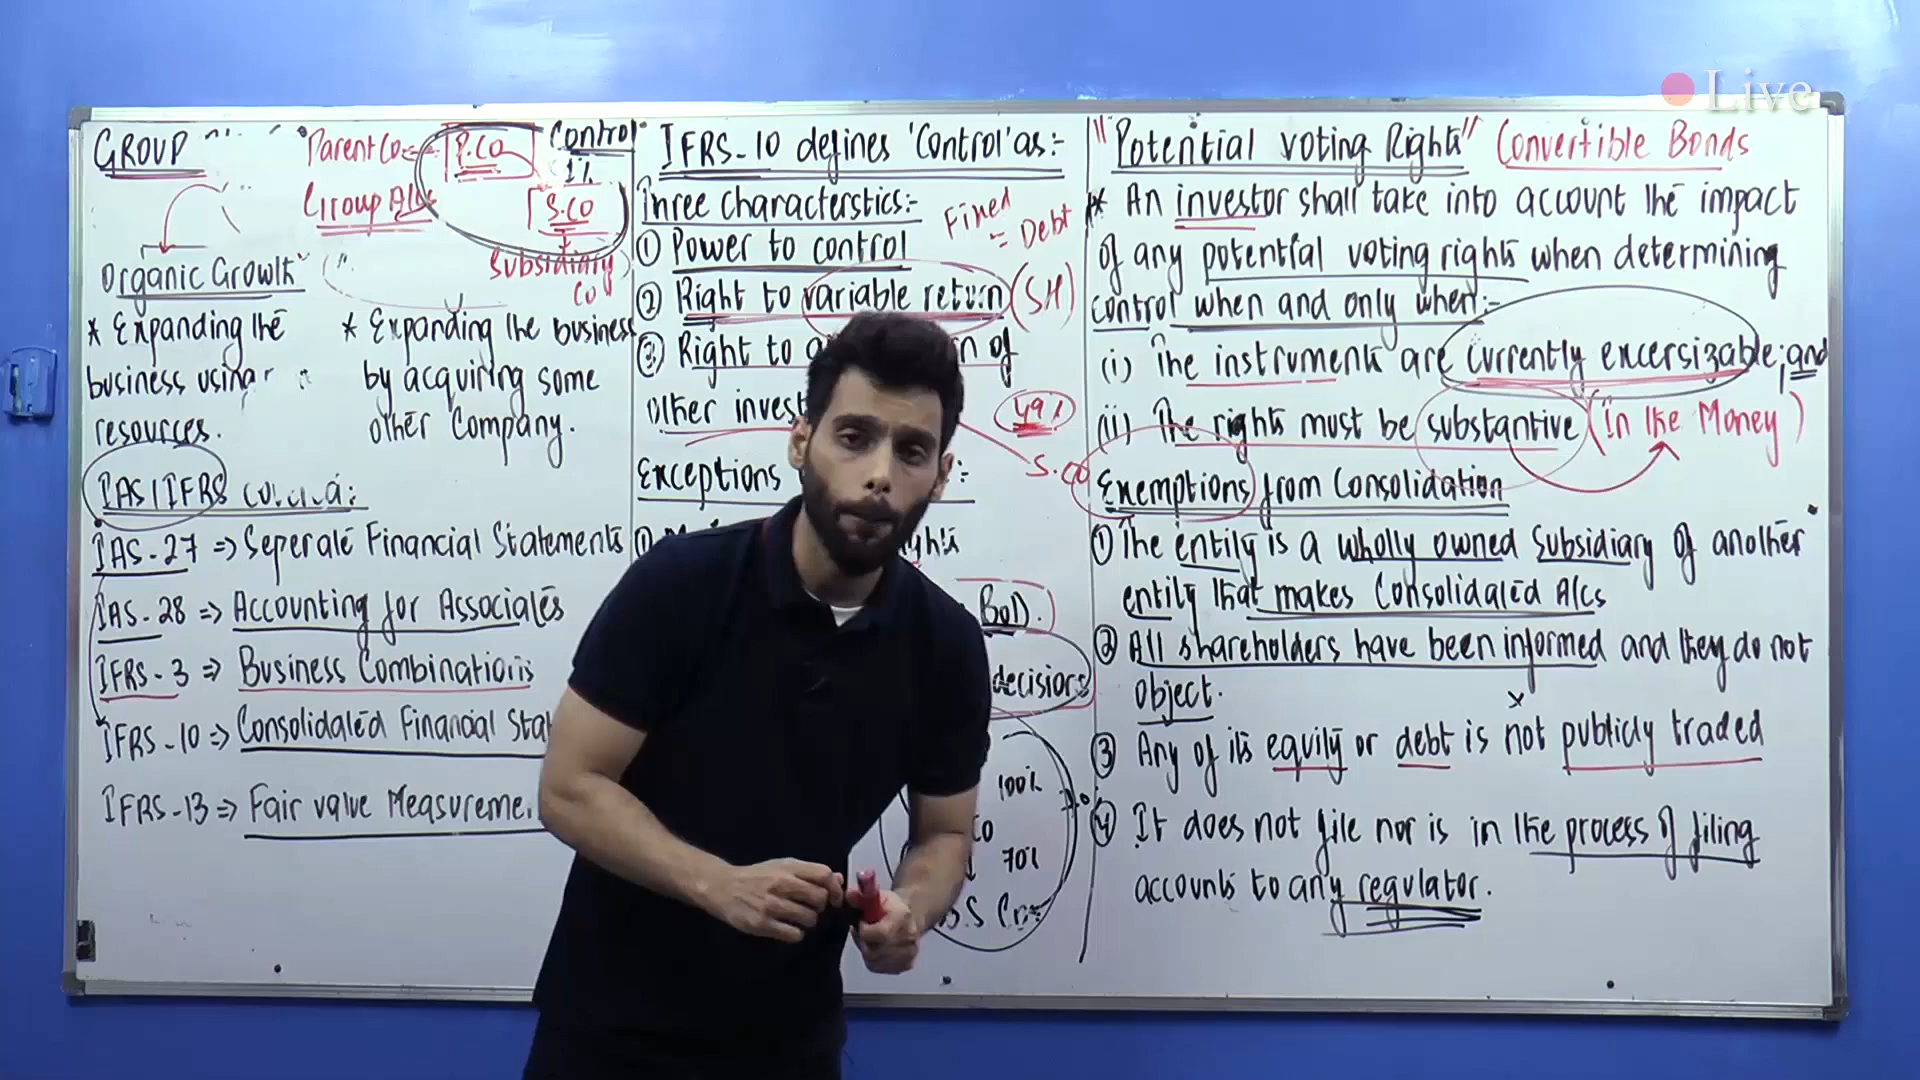 Live
GROUP
Parent Co
P.CO
Control
1%
Group A/Cs
S.CO
Subsidiary
Co
Organic Growth
* Expanding the
business using
resources.
* Expanding the business
by acquiring some
other Company.
IAS/IFRS
IAS-27 => Seperate Financial Statements
IAS-28 => Accounting for Associates
IFRS-3 => Business Combinations
IFRS-10 => Consolidated Financial
IFRS-13 => Fair value
IFRS-10 defines 'Control' as:-
Three Characterstics:-
① Power to control
Fixed
= Debt
② Right to variable return (SH)
③ Right to
of
Other
49%
S.CO
Exceptions
①
BoD.
decisions
100%
CO
70%
"Potential voting Rights" Convertible Bonds
* An investor shall take into account the impact
of any potential voting rights when determining
control when and only when:-
(i) The instruments are currently excersizable; and
(ii) The rights must be substantive (In the Money)
Exemptions from Consolidation
① The entity is a wholly owned Subsidiary of another
entity that makes Consolidated A/Cs
② All shareholders have been informed and they do not
object.
③ Any of its equity or debt is not publicly traded
④ It does not file nor is in the process of filing
accounts to any regulator.